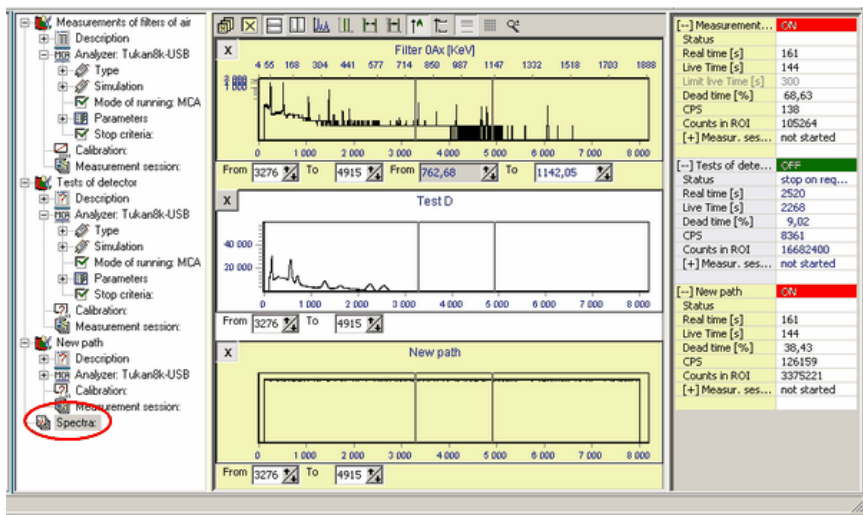 Measurements of filters of air
Description
Analyzer: Tukan8k-USB
Type
Simulation
Mode of running: MCA
Parameters
Stop criteria:
Calibration:
Measurement session:
Tests of detector
Description
Analyzer: Tukan8k-USB
Type
Simulation
Mode of running: MCA
Parameters
Stop criteria:
Calibration:
Measurement session:
New path
Description
Analyzer: Tukan8k-USB
Calibration:
Measurement session:
Spectra:
X Filter 0Ax [KeV]
4 55 168 304 441 577 714 850 987 1147 1332 1518 1703 1888
0 1 000 2 000 3 000 4 000 5 000 6 000 7 000 8 000
From 3276 To 4915 From 762,68 To 1142,05
X Test D
40 000
20 000
0 1 000 2 000 3 000 4 000 5 000 6 000 7 000 8 000
From 3276 To 4915
X New path
0 1 000 2 000 3 000 4 000 5 000 6 000 7 000 8 000
From 3276 To 4915
[--] Measurement... ON
Status
Real time [s] 161
Live Time [s] 144
Limit live Time [s] 300
Dead time [%] 68,63
CPS 138
Counts in ROI 105264
[+] Measur. ses... not started
[--] Tests of dete... OFF
Status stop on req...
Real time [s] 2520
Live Time [s] 2268
Dead time [%] 9,02
CPS 8361
Counts in ROI 16682400
[+] Measur. ses... not started
[--] New path ON
Status
Real time [s] 161
Live Time [s] 144
Dead time [%] 38,43
CPS 126159
Counts in ROI 3375221
[+] Measur. ses... not started